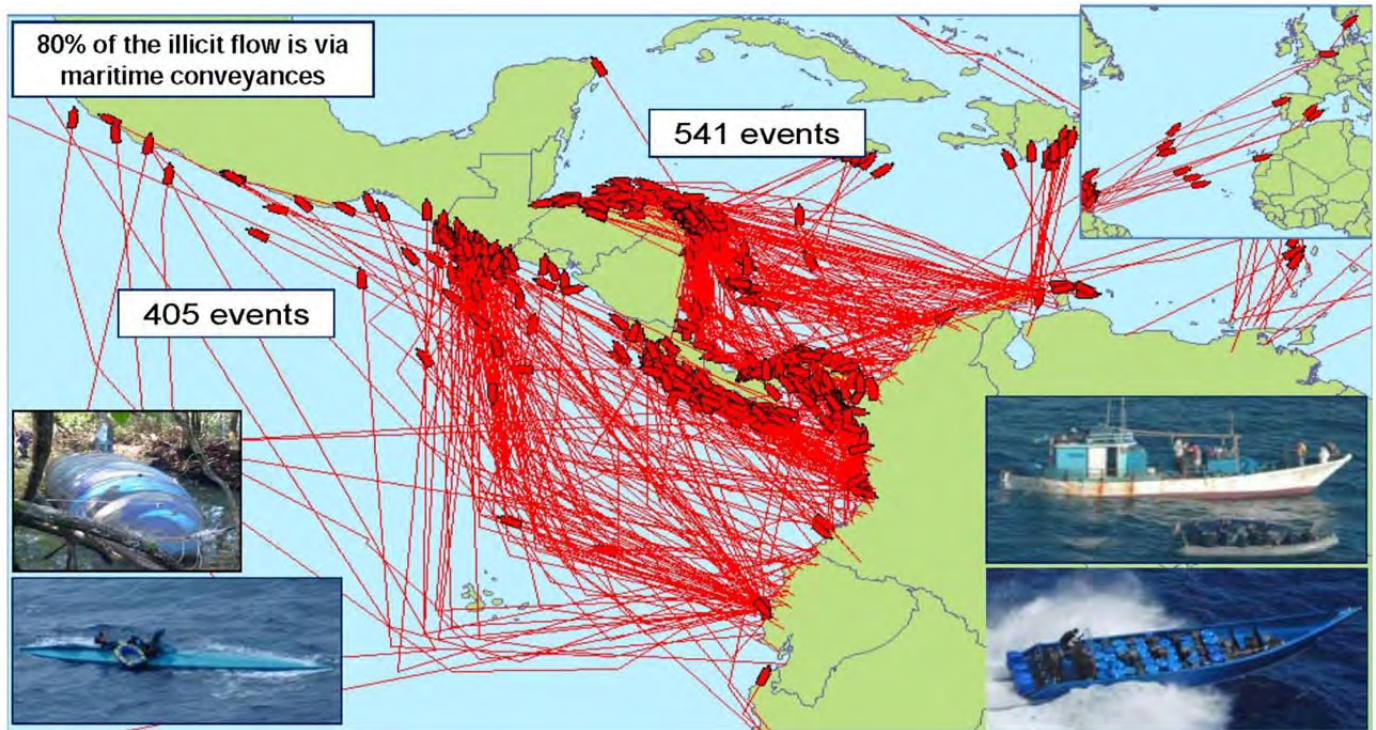 80% of the illicit flow is via
maritime conveyances
541 events
405 events